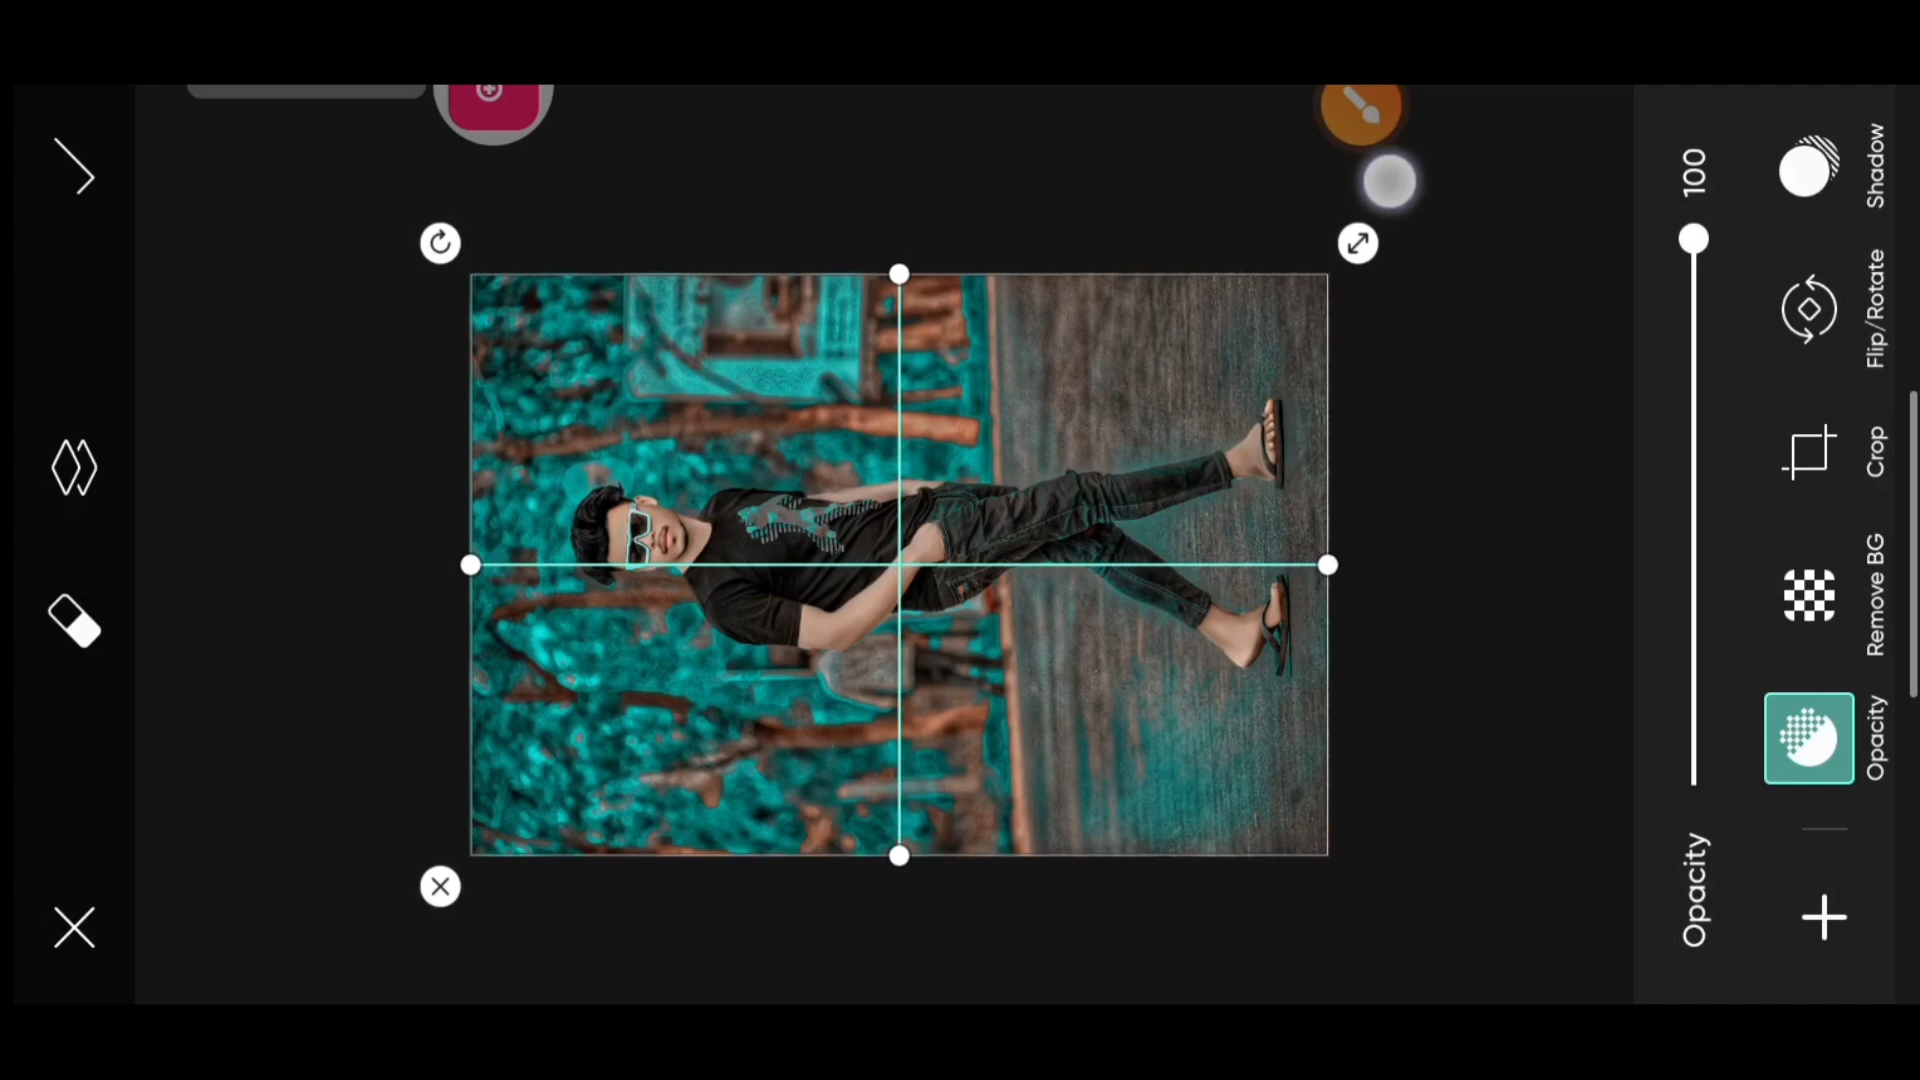 Opacity
100
Opacity
Remove BG
Crop
Flip/Rotate
Shadow